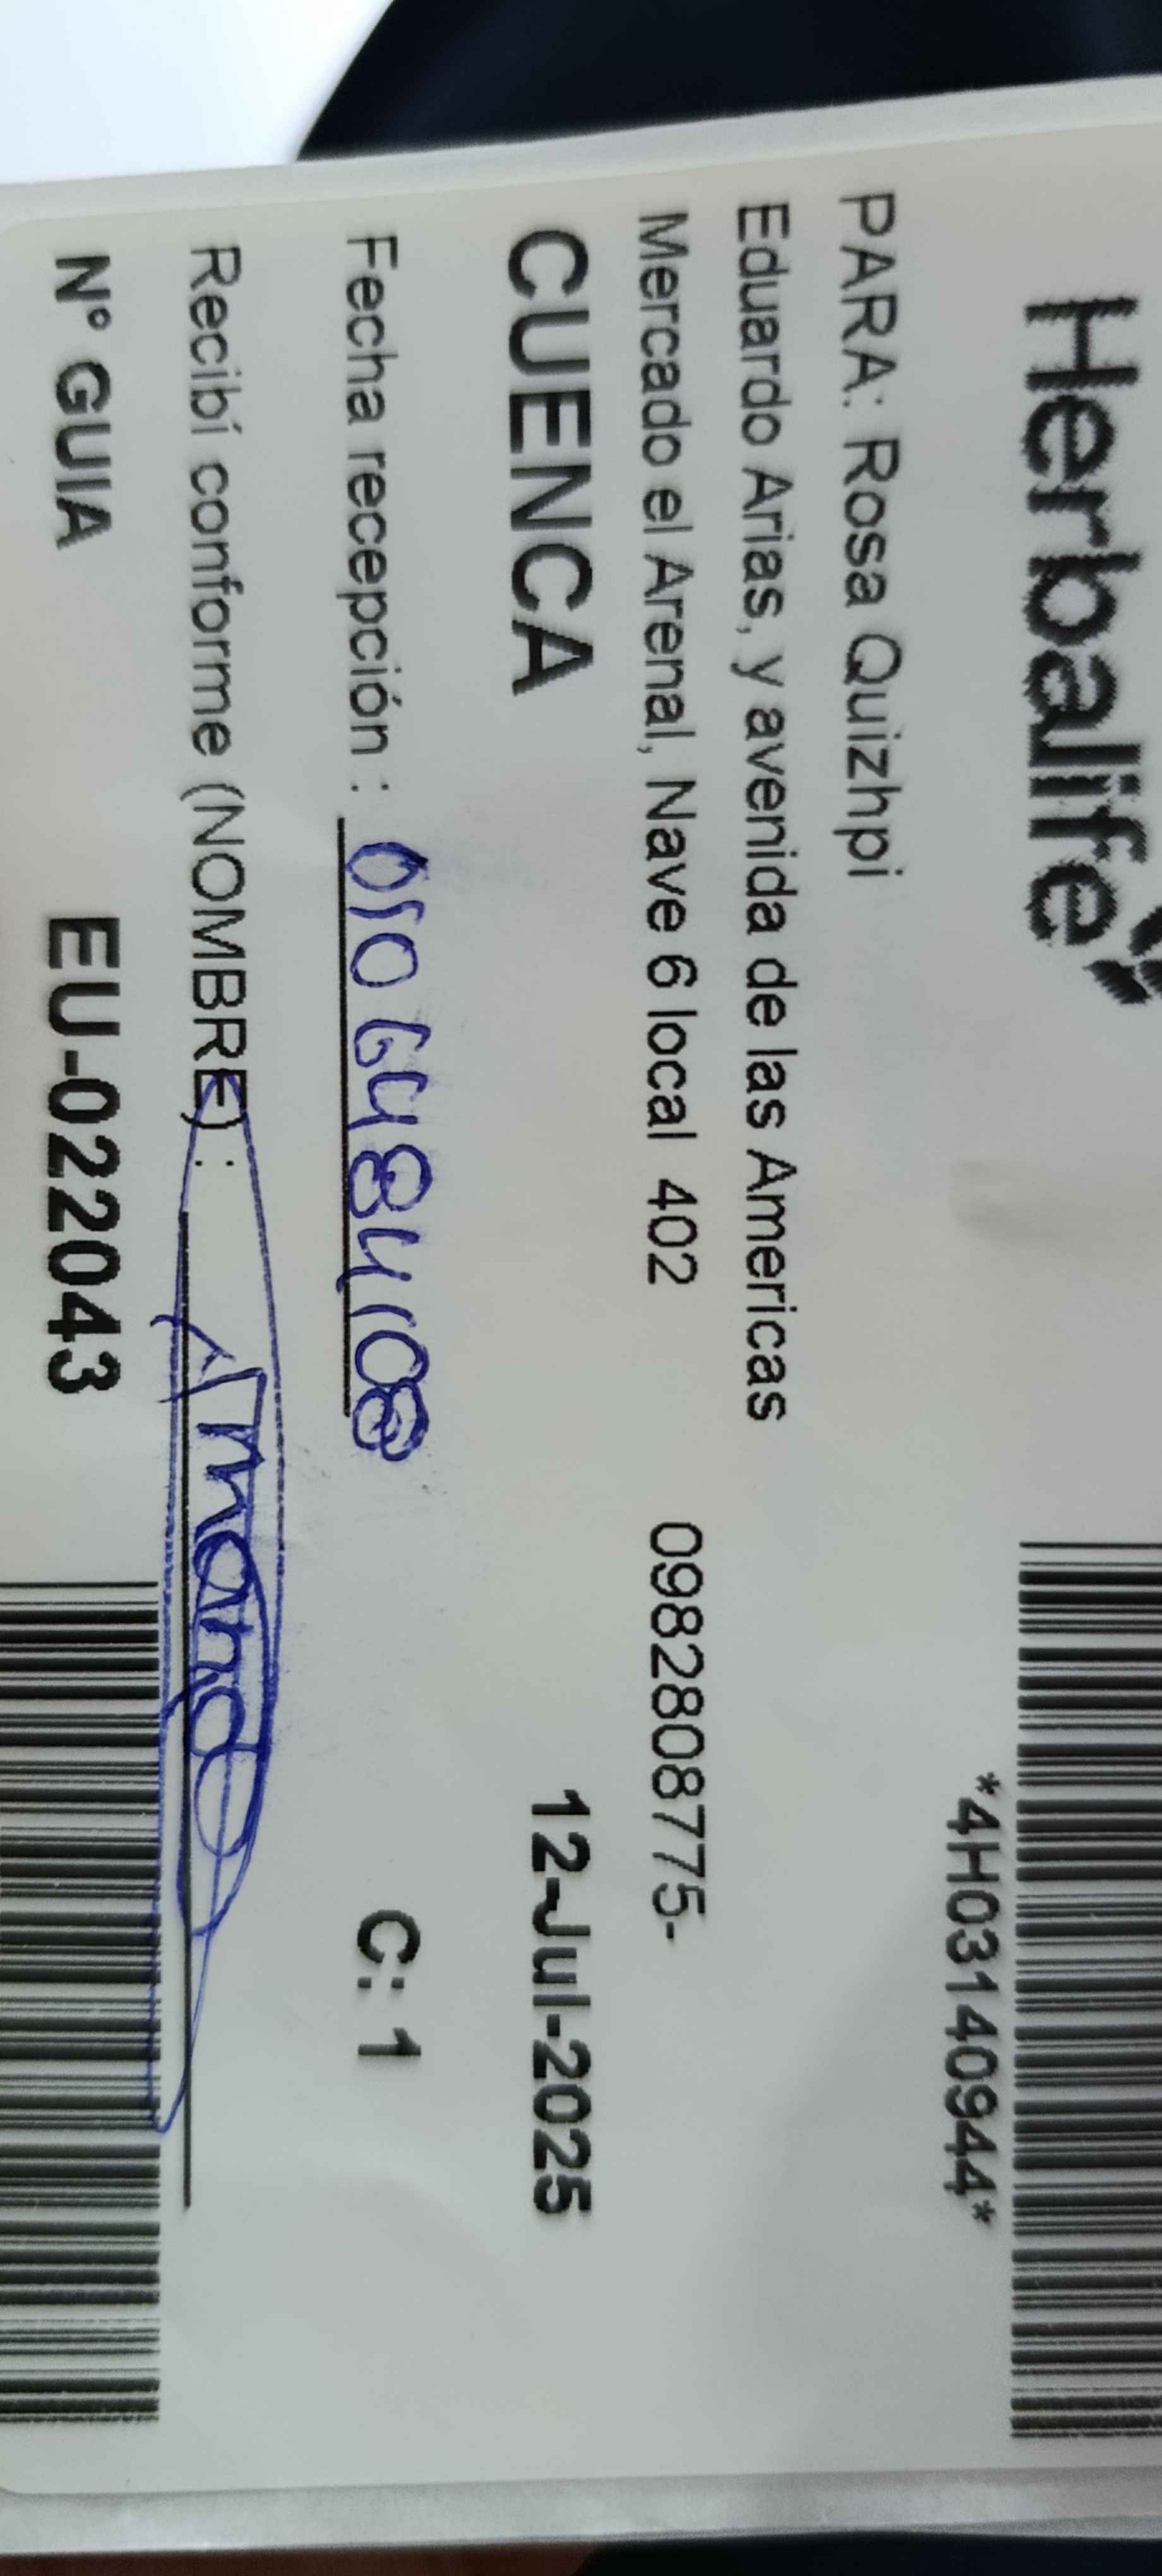 Herbalife
*4H03140944*
PARA: Rosa Quizhpi
Eduardo Arias, y avenida de las Americas
Mercado el Arenal, Nave 6 local 402 0982808775-
CUENCA 12-Jul-2025
Fecha recepción : C: 1
Recibí conforme (NOMBRE) :
N° GUIA EU-022043